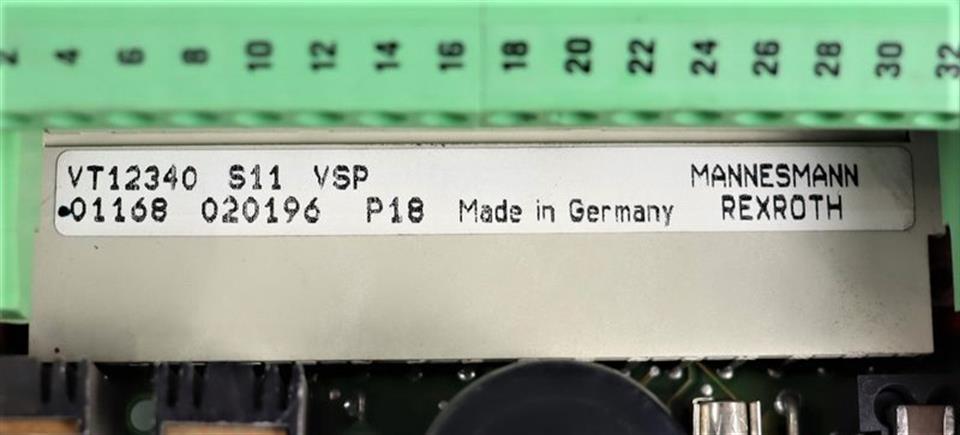 2 4 6 8 10 12 14 16 18 20 22 24 26 28 30 32
VT12340 S11 VSP MANNESMANN
•01168 020196 P18 Made in Germany REXROTH